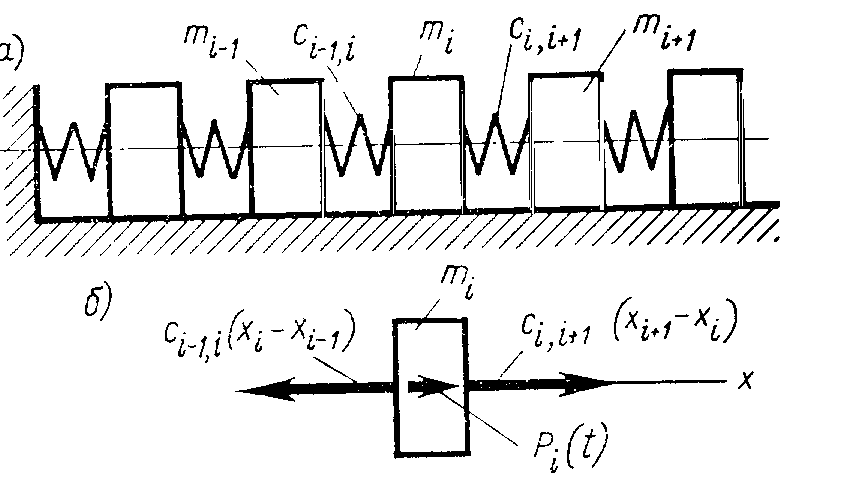 а)
m_{i-1} c_{i-1,i} m_i c_{i,i+1} m_{i+1}
б)
m_i
c_{i-1,i}(x_i-x_{i-1}) c_{i,i+1} (x_{i+1}-x_i)
x
P_i(t)